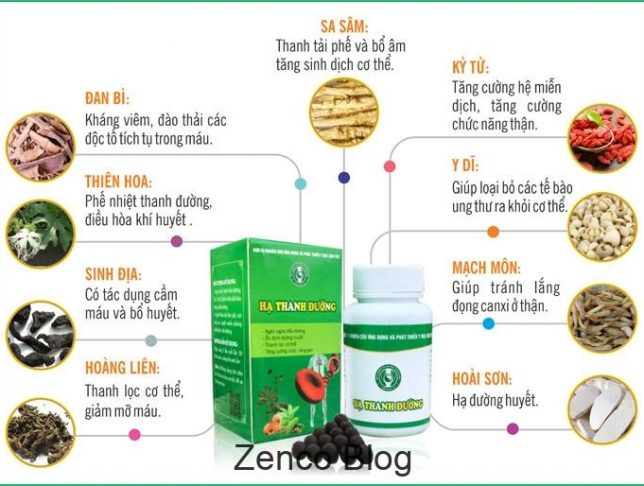 SA SÂM:
Thanh tải phế và bổ âm
tăng sinh dịch cơ thể.
ĐAN BÌ:
Kháng viêm, đào thải các
độc tố tích tụ trong máu.
THIÊN HOA:
Phế nhiệt thanh đường,
điều hòa khí huyết .
SINH ĐỊA:
Có tác dụng cầm
máu và bổ huyết.
HOÀNG LIÊN:
Thanh lọc cơ thể,
giảm mỡ máu.
KỶ TỬ:
Tăng cường hệ miễn
dịch, tăng cường
chức năng thận.
Y DĨ:
Giúp loại bỏ các tế bào
ung thư ra khỏi cơ thể.
MẠCH MÔN:
Giúp tránh lắng
đọng canxi ở thận.
HOÀI SƠN:
Hạ đường huyết.
HẠ THANH ĐƯỜNG
HẠ THANH ĐƯỜNG
Zenco Blog